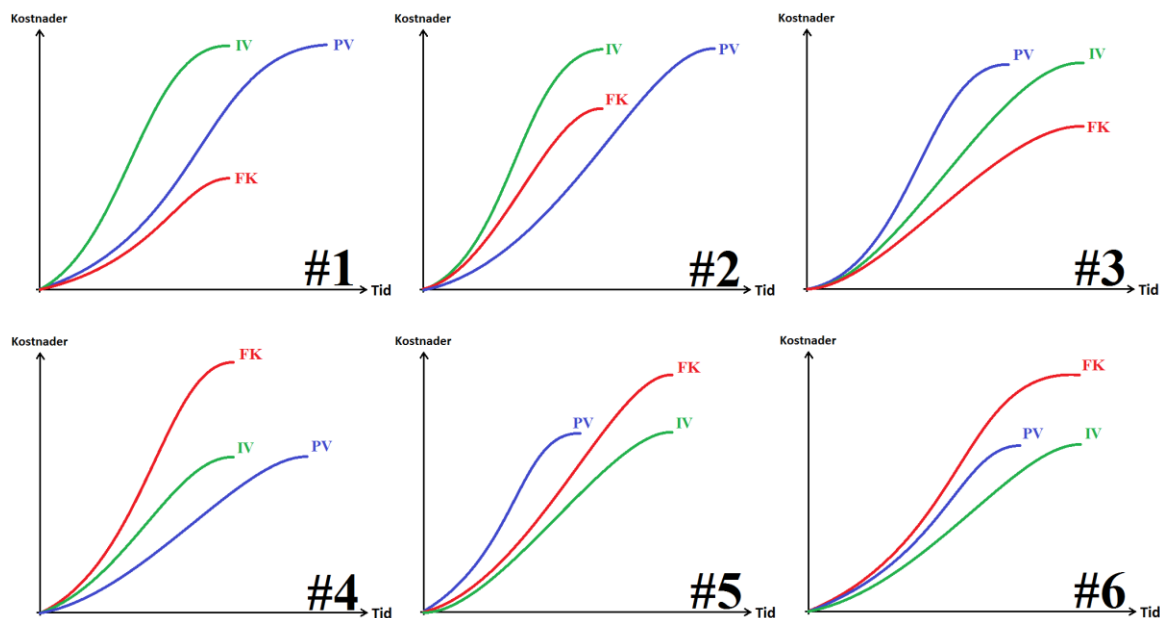 Kostnader
IV
PV
FK
#1
Tid
Kostnader
IV
PV
FK
#2
Tid
Kostnader
PV
IV
FK
#3
Tid
Kostnader
FK
IV
PV
#4
Tid
Kostnader
FK
PV
IV
#5
Tid
Kostnader
FK
PV
IV
#6
Tid